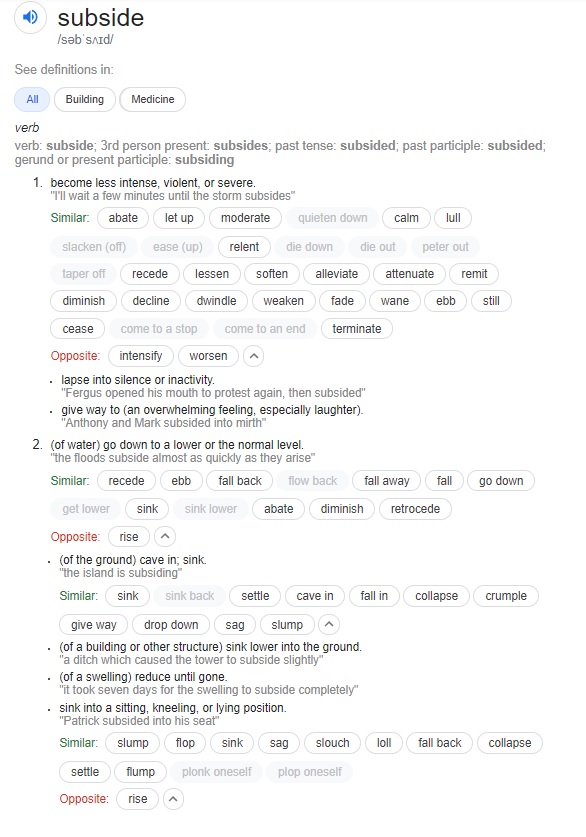 subside
/səbˈsʌɪd/
See definitions in:
All Building Medicine
verb
verb: subside; 3rd person present: subsides; past tense: subsided; past participle: subsided;
gerund or present participle: subsiding
1. become less intense, violent, or severe.
"I'll wait a few minutes until the storm subsides"
Similar: abate let up moderate quieten down calm lull
slacken (off) ease (up) relent die down die out peter out
taper off recede lessen soften alleviate attenuate remit
diminish decline dwindle weaken fade wane ebb still
cease come to a stop come to an end terminate
Opposite: intensify worsen
• lapse into silence or inactivity.
"Fergus opened his mouth to protest again, then subsided"
• give way to (an overwhelming feeling, especially laughter).
"Anthony and Mark subsided into mirth"
2. (of water) go down to a lower or the normal level.
"the floods subside almost as quickly as they arise"
Similar: recede ebb fall back flow back fall away fall go down
get lower sink sink lower abate diminish retrocede
Opposite: rise
• (of the ground) cave in; sink.
"the island is subsiding"
Similar: sink sink back settle cave in fall in collapse crumple
give way drop down sag slump
• (of a building or other structure) sink lower into the ground.
"a ditch which caused the tower to subside slightly"
• (of a swelling) reduce until gone.
"it took seven days for the swelling to subside completely"
• sink into a sitting, kneeling, or lying position.
"Patrick subsided into his seat"
Similar: slump flop sink sag slouch loll fall back collapse
settle flump plonk oneself plop oneself
Opposite: rise